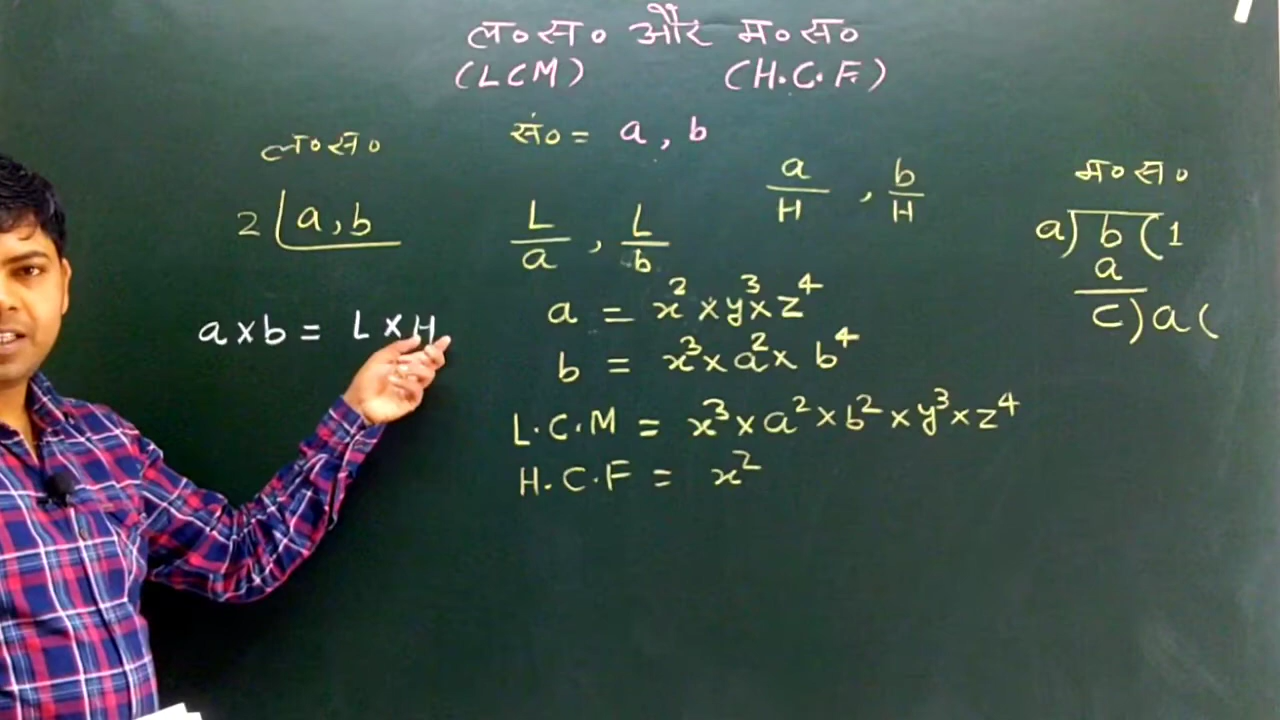 ल०स० और म०स०
(LCM) (H.C.F.)
सं० = a, b
ल०स०
2 | a, b
L/a, L/b
a/H, b/H
म०स०
a) b (1
a
c) a (
a × b = L × H
a = x² × y³ × z⁴
b = x³ × a² × b⁴
L.C.M = x³ × a² × b² × y³ × z⁴
H.C.F = x²